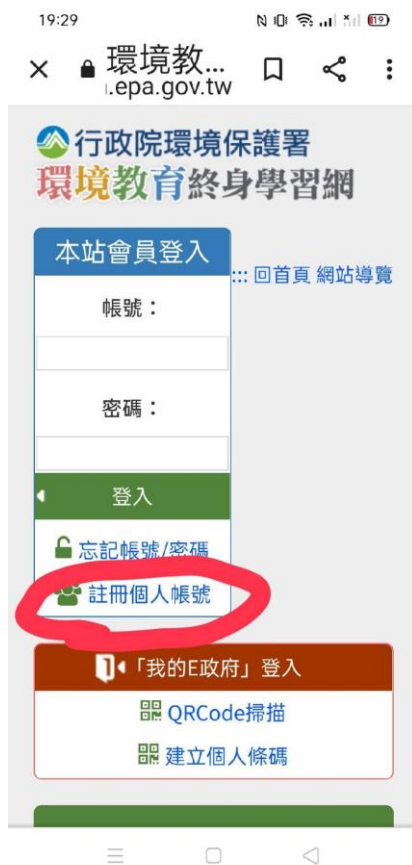 19:29
19
環境教...
.epa.gov.tw
行政院環境保護署
環境教育終身學習網
本站會員登入
::: 回首頁 網站導覽
帳號：
密碼：
登入
忘記帳號/密碼
註冊個人帳號
「我的E政府」登入
QRCode掃描
建立個人條碼